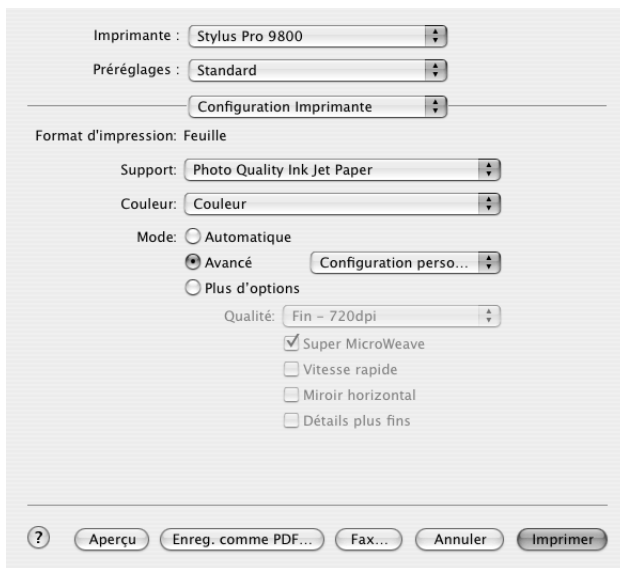 Imprimante : Stylus Pro 9800
Préréglages : Standard
Configuration Imprimante
Format d'impression: Feuille
Support: Photo Quality Ink Jet Paper
Couleur: Couleur
Mode: Automatique
Avancé Configuration perso...
Plus d'options
Qualité: Fin – 720dpi
Super MicroWeave
Vitesse rapide
Miroir horizontal
Détails plus fins
? Aperçu Enreg. comme PDF... Fax... Annuler Imprimer